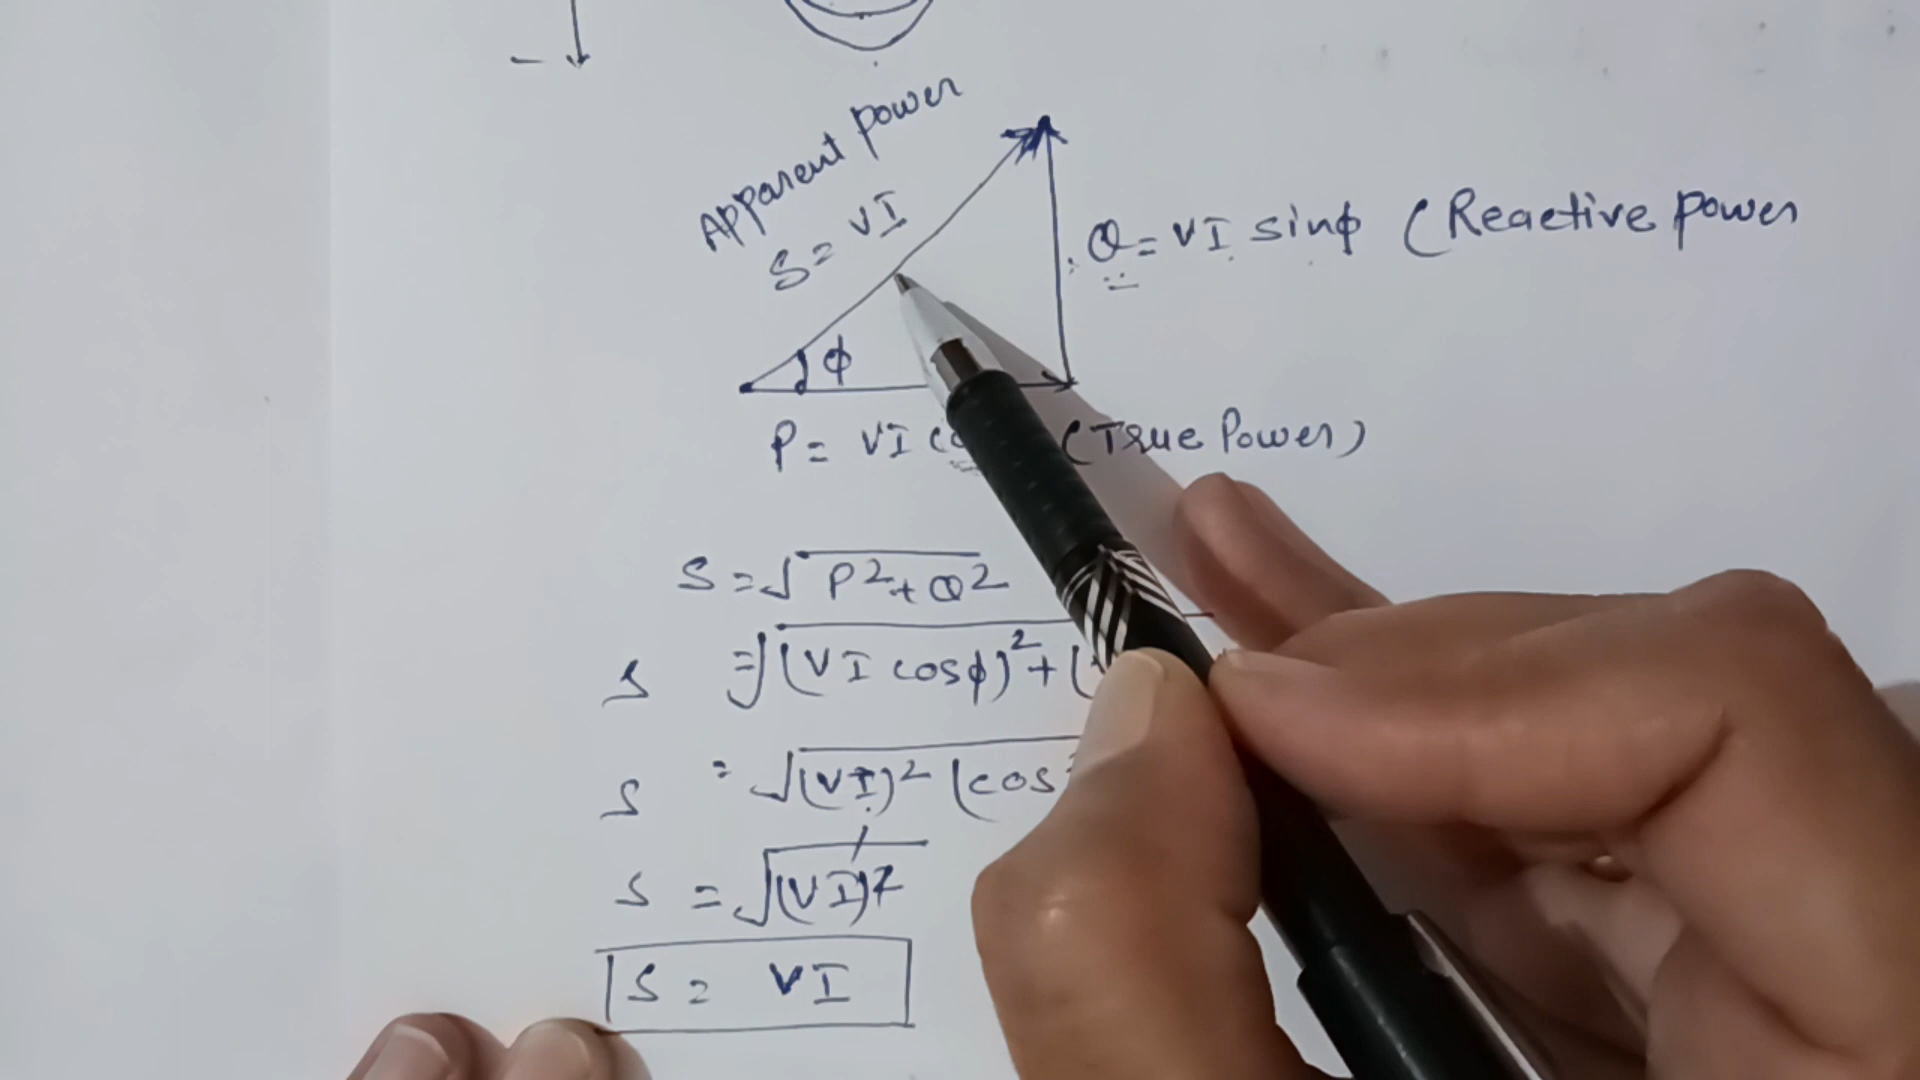 Apparent power
S = VI
Q = VI sinϕ (Reactive power
ϕ
P = VI (True Power)
S = √P²+Q²
S = √(VI cosϕ)²+(
S = √(VI)² (cos
S = √(VI)²
S = VI